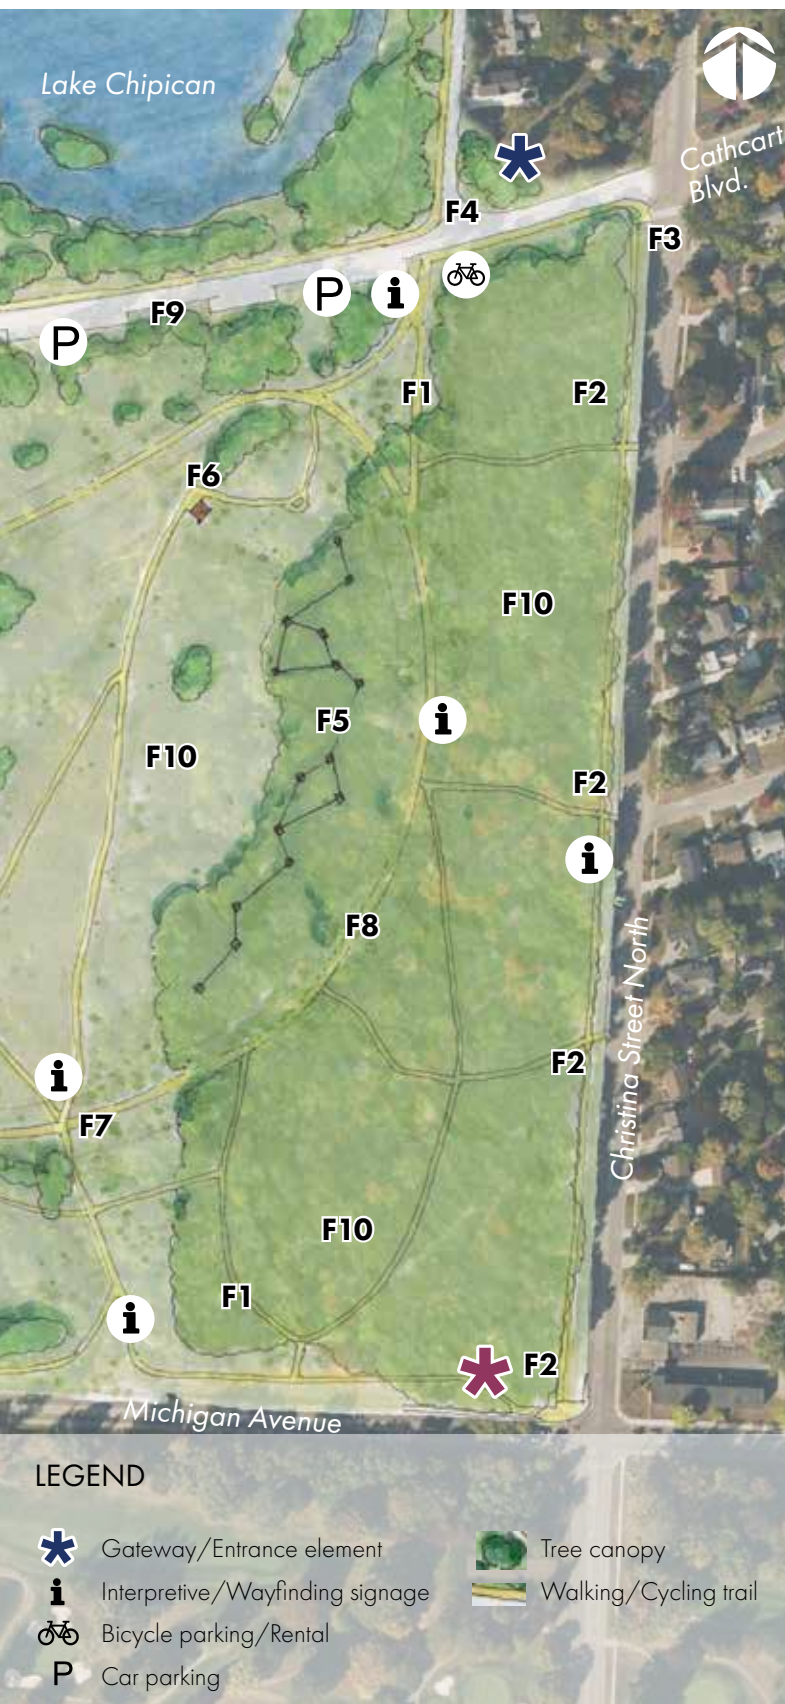 Lake Chipican
Cathcart
Blvd.
F4
F3
P
i
F9
P
F1
F2
F6
F10
F5
i
F10
F2
i
F8
Christina Street North
F2
i
F7
F10
F1
i
F2
Michigan Avenue
LEGEND
Gateway/Entrance element
i Interpretive/Wayfinding signage
Bicycle parking/Rental
P Car parking
Tree canopy
Walking/Cycling trail